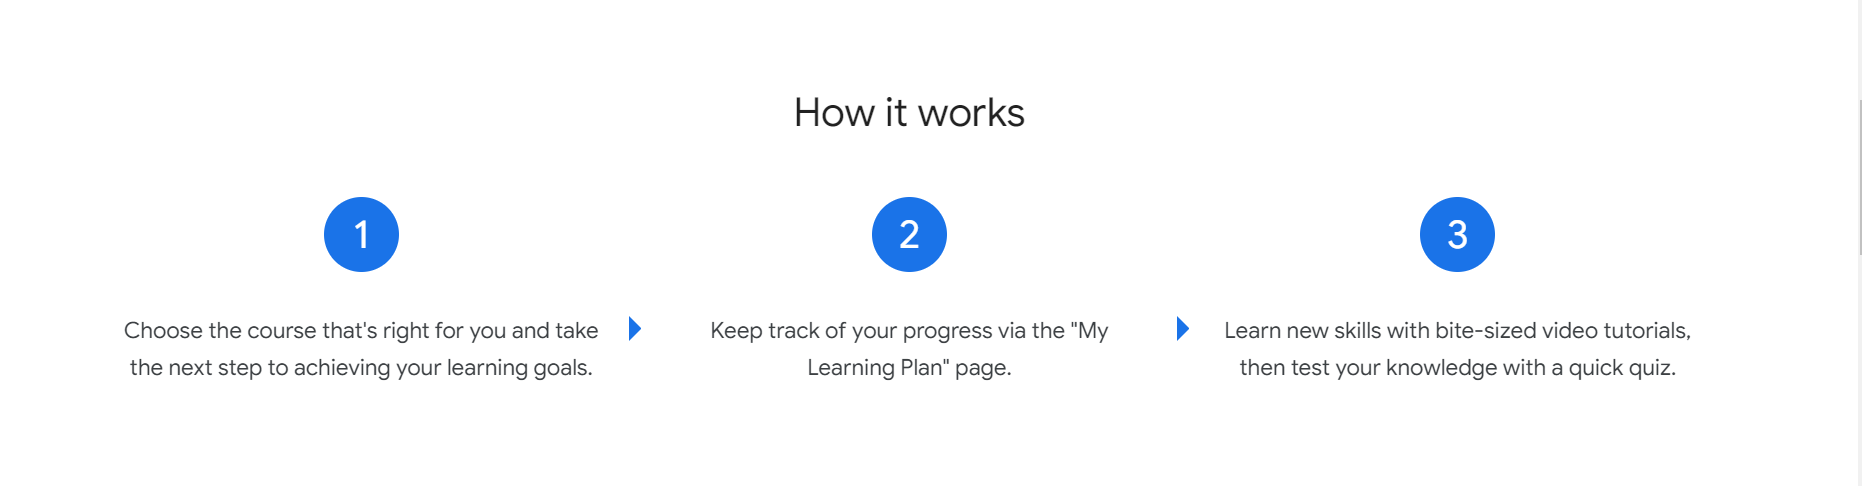 How it works
1
Choose the course that's right for you and take
the next step to achieving your learning goals.
2
Keep track of your progress via the "My
Learning Plan" page.
3
Learn new skills with bite-sized video tutorials,
then test your knowledge with a quick quiz.